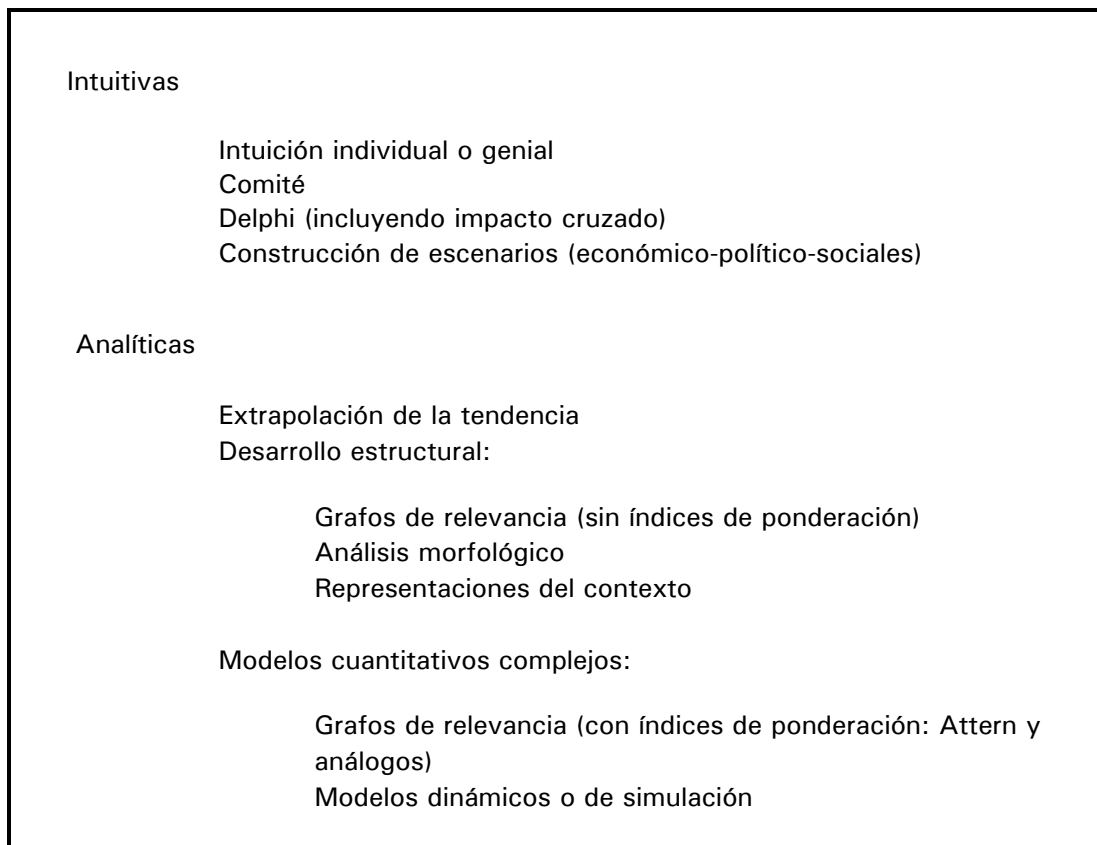 Intuitivas
Intuición individual o genial
Comité
Delphi (incluyendo impacto cruzado)
Construcción de escenarios (económico-político-sociales)
Analíticas
Extrapolación de la tendencia
Desarrollo estructural:
Grafos de relevancia (sin índices de ponderación)
Análisis morfológico
Representaciones del contexto
Modelos cuantitativos complejos:
Grafos de relevancia (con índices de ponderación: Attern y
análogos)
Modelos dinámicos o de simulación